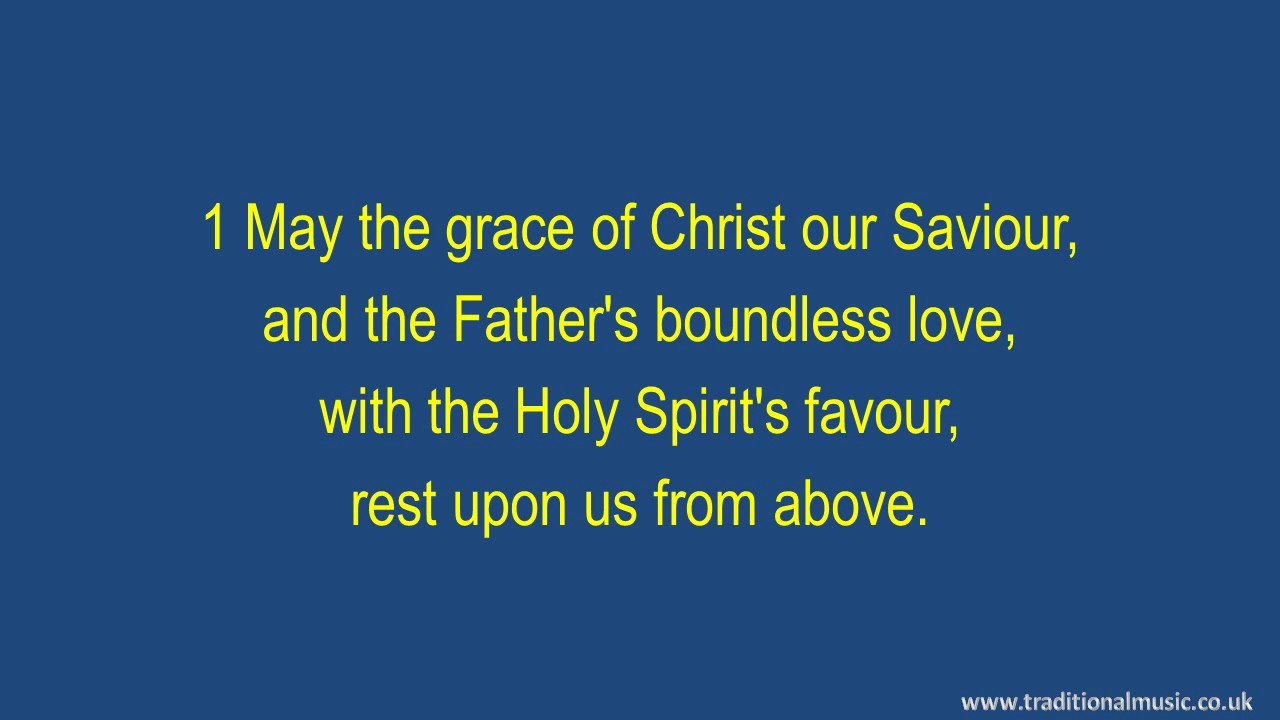 1 May the grace of Christ our Saviour,
and the Father's boundless love,
with the Holy Spirit's favour,
rest upon us from above.
www.traditionalmusic.co.uk